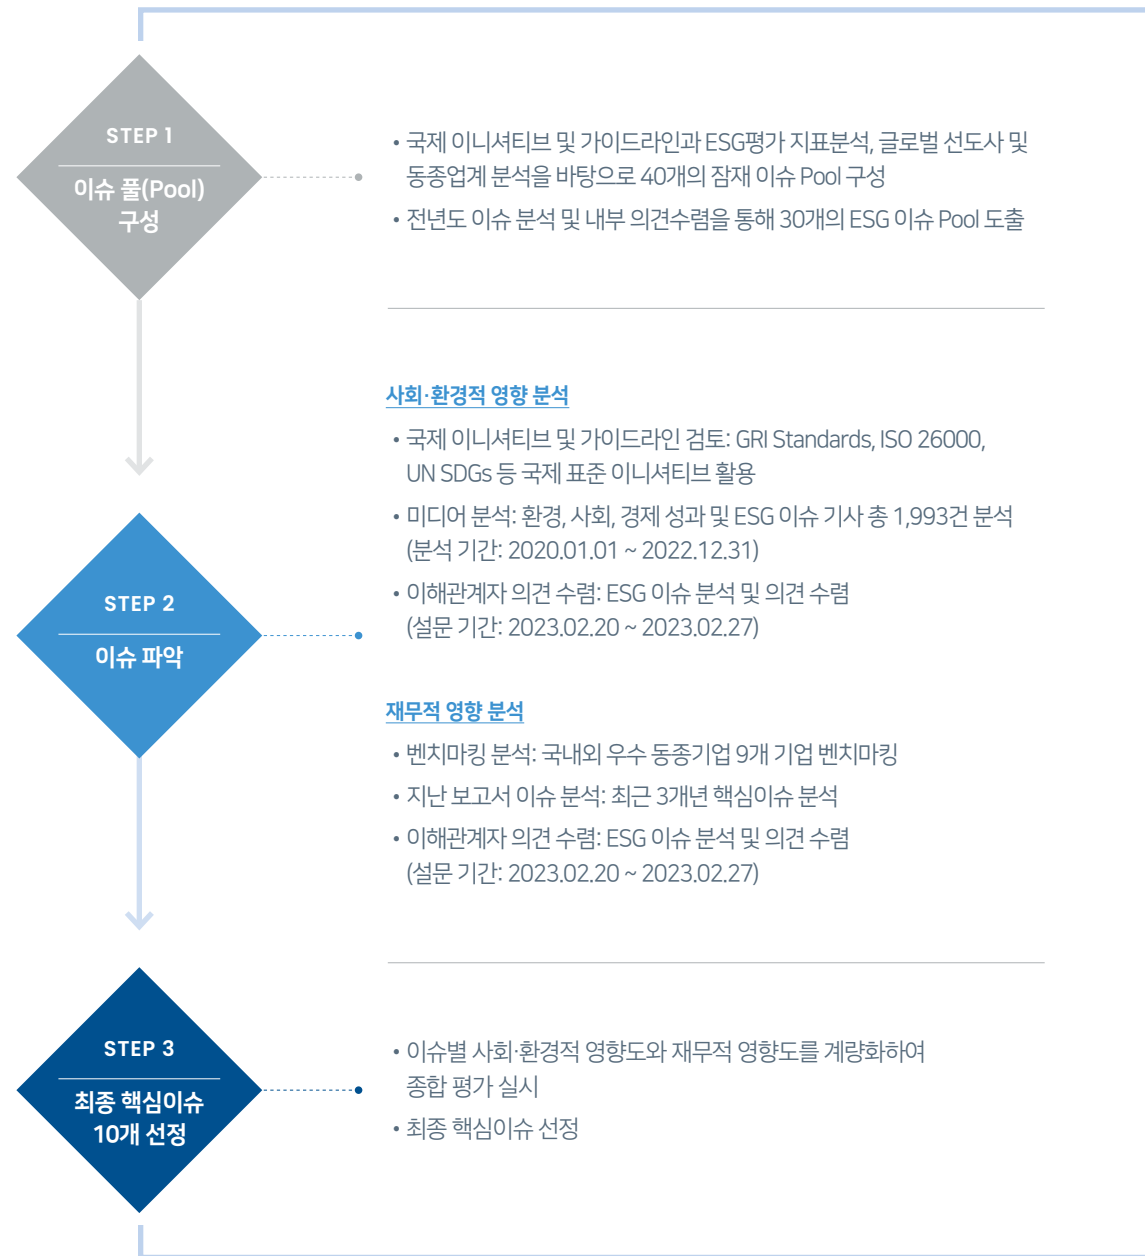 STEP 1
이슈 풀(Pool)
구성
• 국제 이니셔티브 및 가이드라인과 ESG평가 지표분석, 글로벌 선도사 및
동종업계 분석을 바탕으로 40개의 잠재 이슈 Pool 구성
• 전년도 이슈 분석 및 내부 의견수렴을 통해 30개의 ESG 이슈 Pool 도출
STEP 2
이슈 파악
사회·환경적 영향 분석
• 국제 이니셔티브 및 가이드라인 검토: GRI Standards, ISO 26000,
UN SDGs 등 국제 표준 이니셔티브 활용
• 미디어 분석: 환경, 사회, 경제 성과 및 ESG 이슈 기사 총 1,993건 분석
(분석 기간: 2020.01.01 ~ 2022.12.31)
• 이해관계자 의견 수렴: ESG 이슈 분석 및 의견 수렴
(설문 기간: 2023.02.20 ~ 2023.02.27)
재무적 영향 분석
• 벤치마킹 분석: 국내외 우수 동종기업 9개 기업 벤치마킹
• 지난 보고서 이슈 분석: 최근 3개년 핵심이슈 분석
• 이해관계자 의견 수렴: ESG 이슈 분석 및 의견 수렴
(설문 기간: 2023.02.20 ~ 2023.02.27)
STEP 3
최종 핵심이슈
10개 선정
• 이슈별 사회·환경적 영향도와 재무적 영향도를 계량화하여
종합 평가 실시
• 최종 핵심이슈 선정